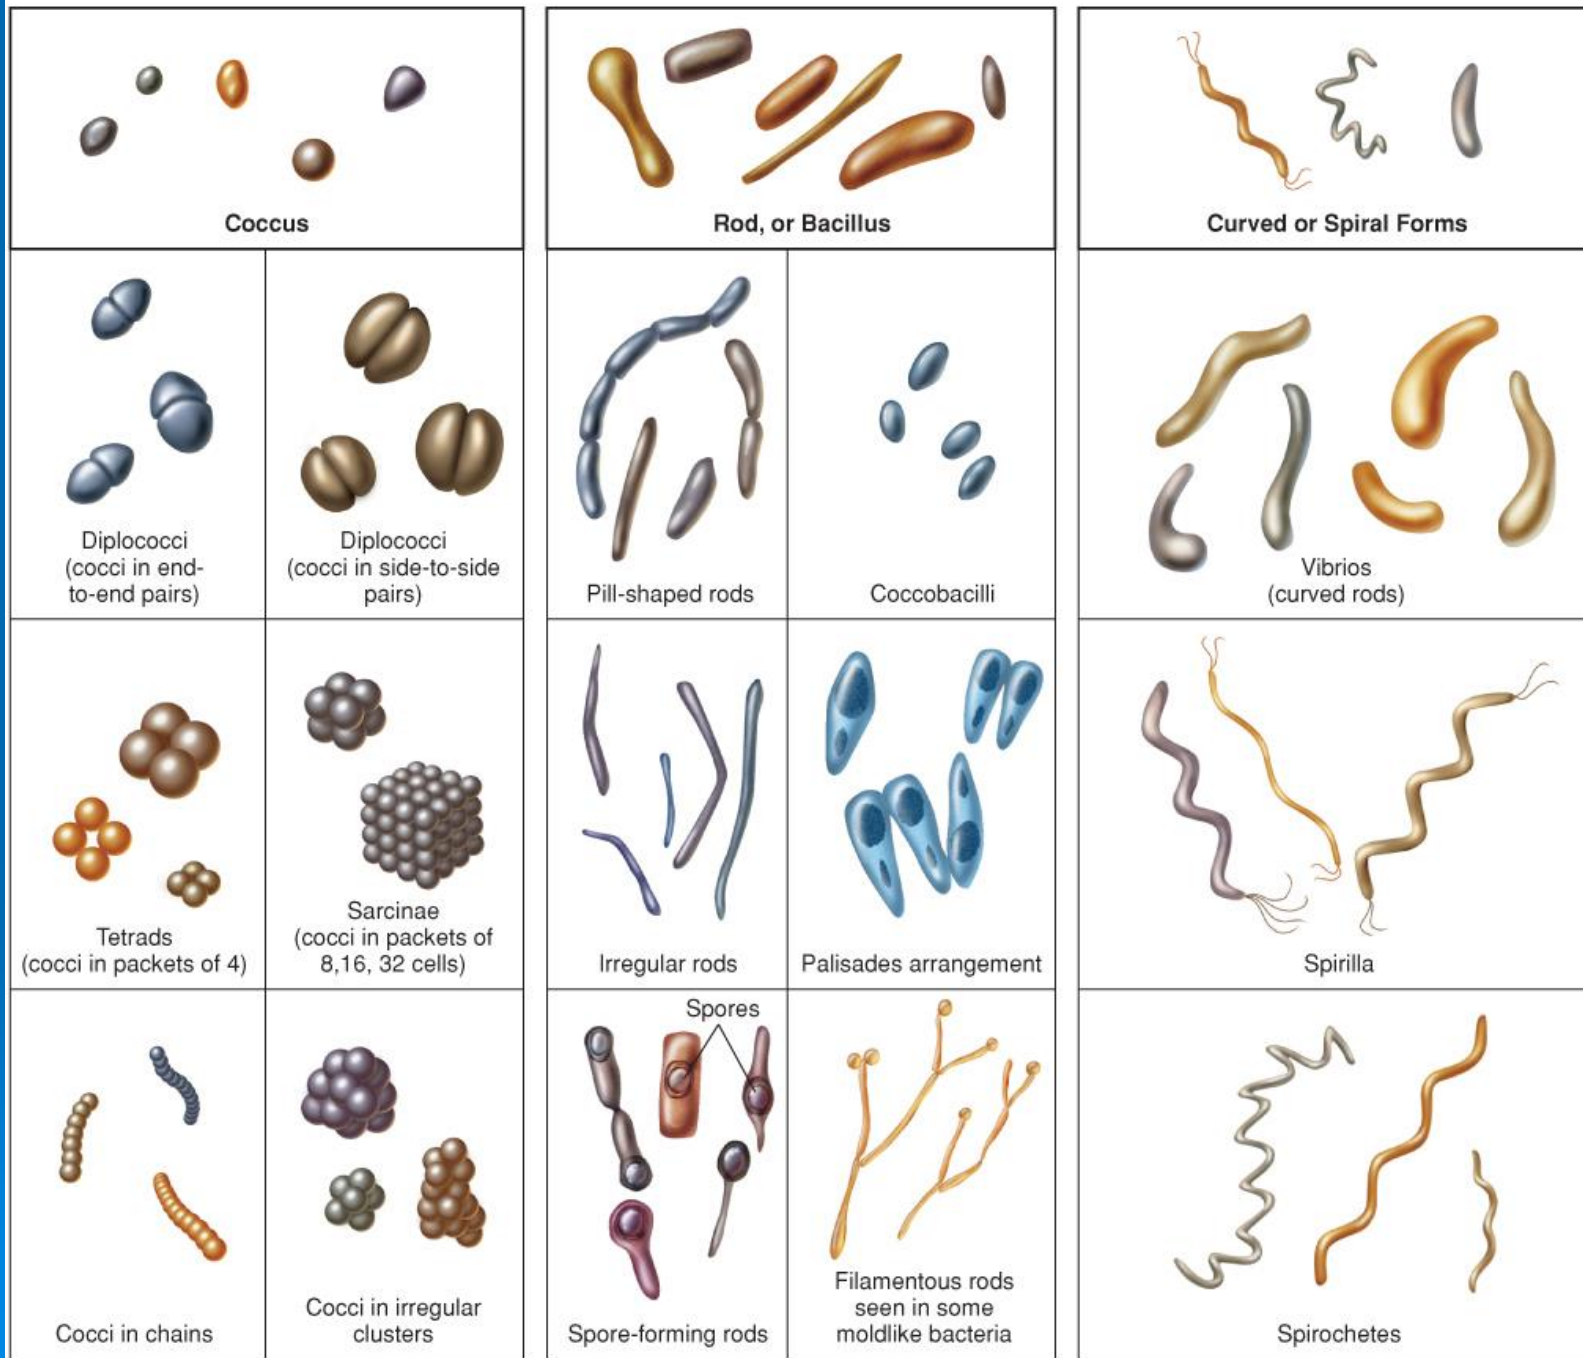 Coccus
Rod, or Bacillus
Curved or Spiral Forms
Diplococci
(cocci in end-
to-end pairs)
Diplococci
(cocci in side-to-side
pairs)
Pill-shaped rods
Coccobacilli
Vibrios
(curved rods)
Tetrads
(cocci in packets of 4)
Sarcinae
(cocci in packets of
8,16, 32 cells)
Irregular rods
Palisades arrangement
Spirilla
Cocci in chains
Cocci in irregular
clusters
Spores
Spore-forming rods
Filamentous rods
seen in some
moldlike bacteria
Spirochetes